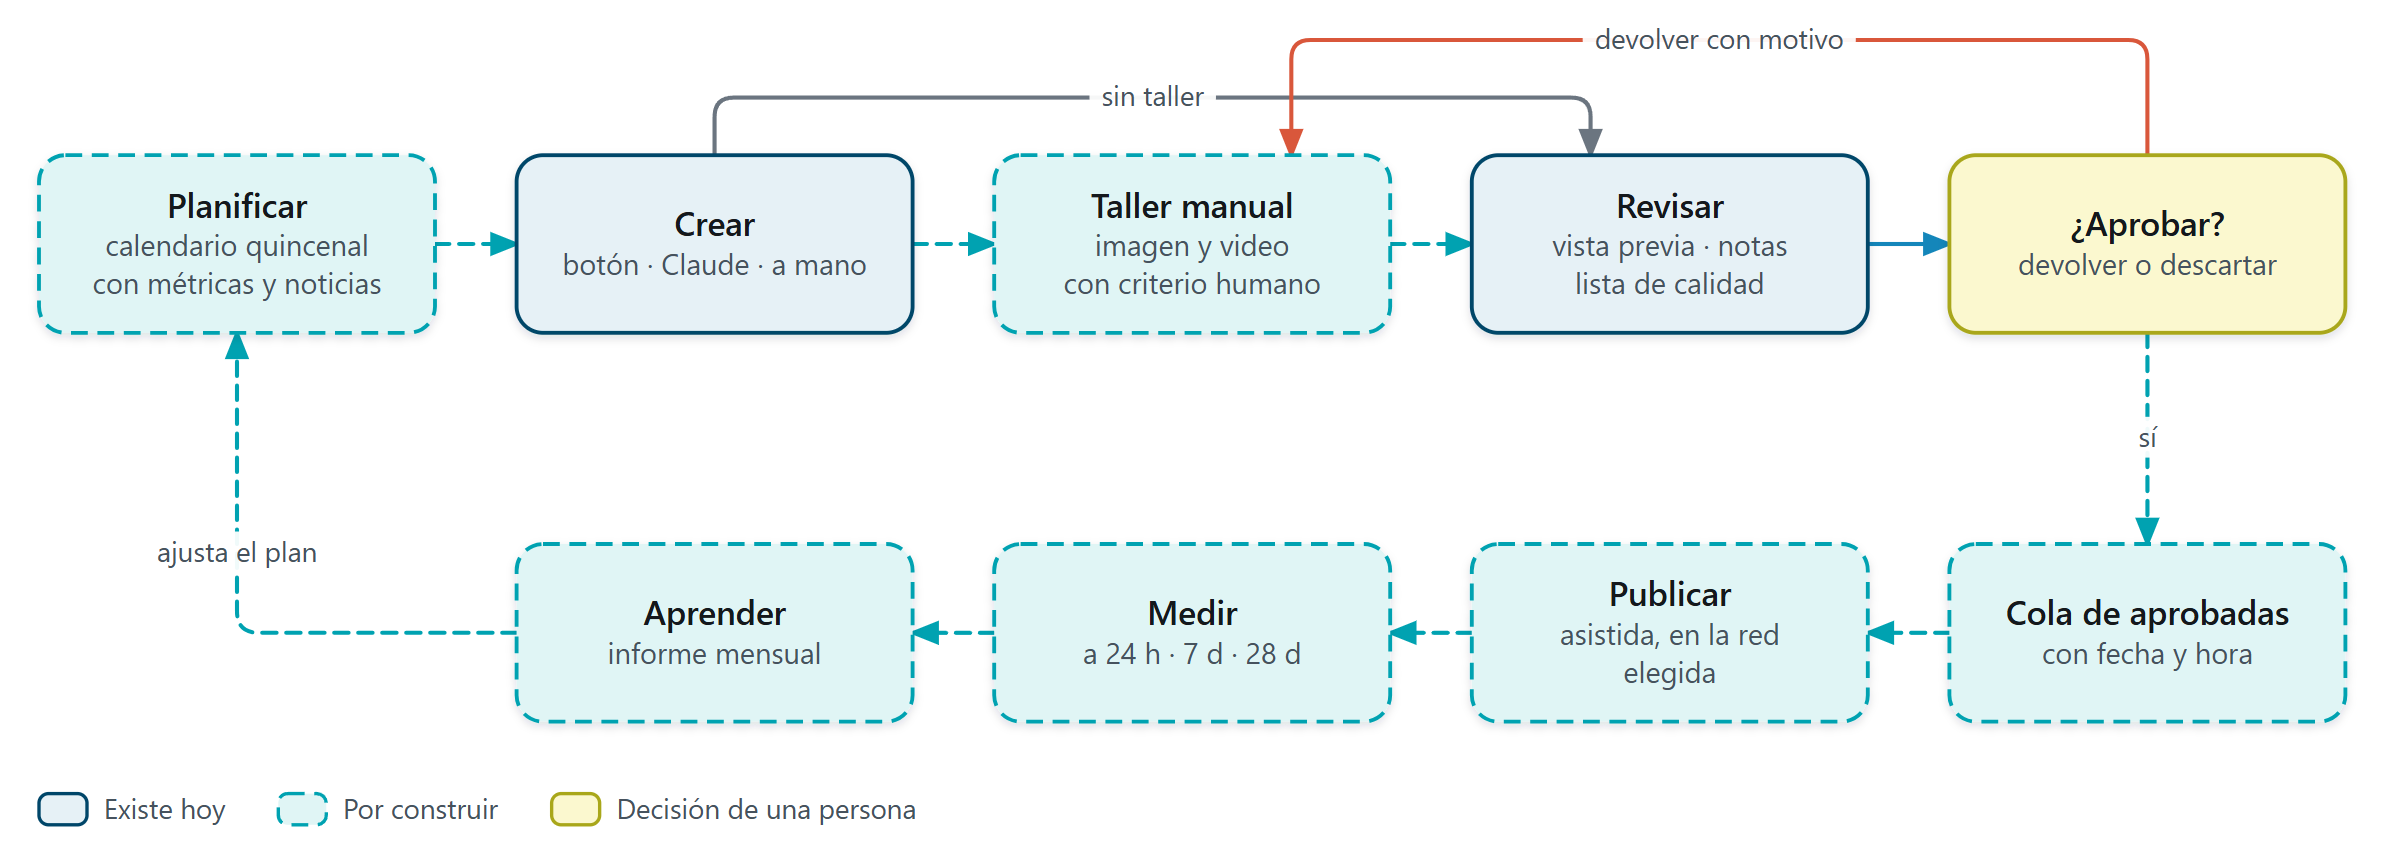 devolver con motivo
sin taller
Planificar
calendario quincenal
con métricas y noticias
Crear
botón · Claude · a mano
Taller manual
imagen y video
con criterio humano
Revisar
vista previa · notas
lista de calidad
¿Aprobar?
devolver o descartar
sí
ajusta el plan
Aprender
informe mensual
Medir
a 24 h · 7 d · 28 d
Publicar
asistida, en la red
elegida
Cola de aprobadas
con fecha y hora
Existe hoy
Por construir
Decisión de una persona